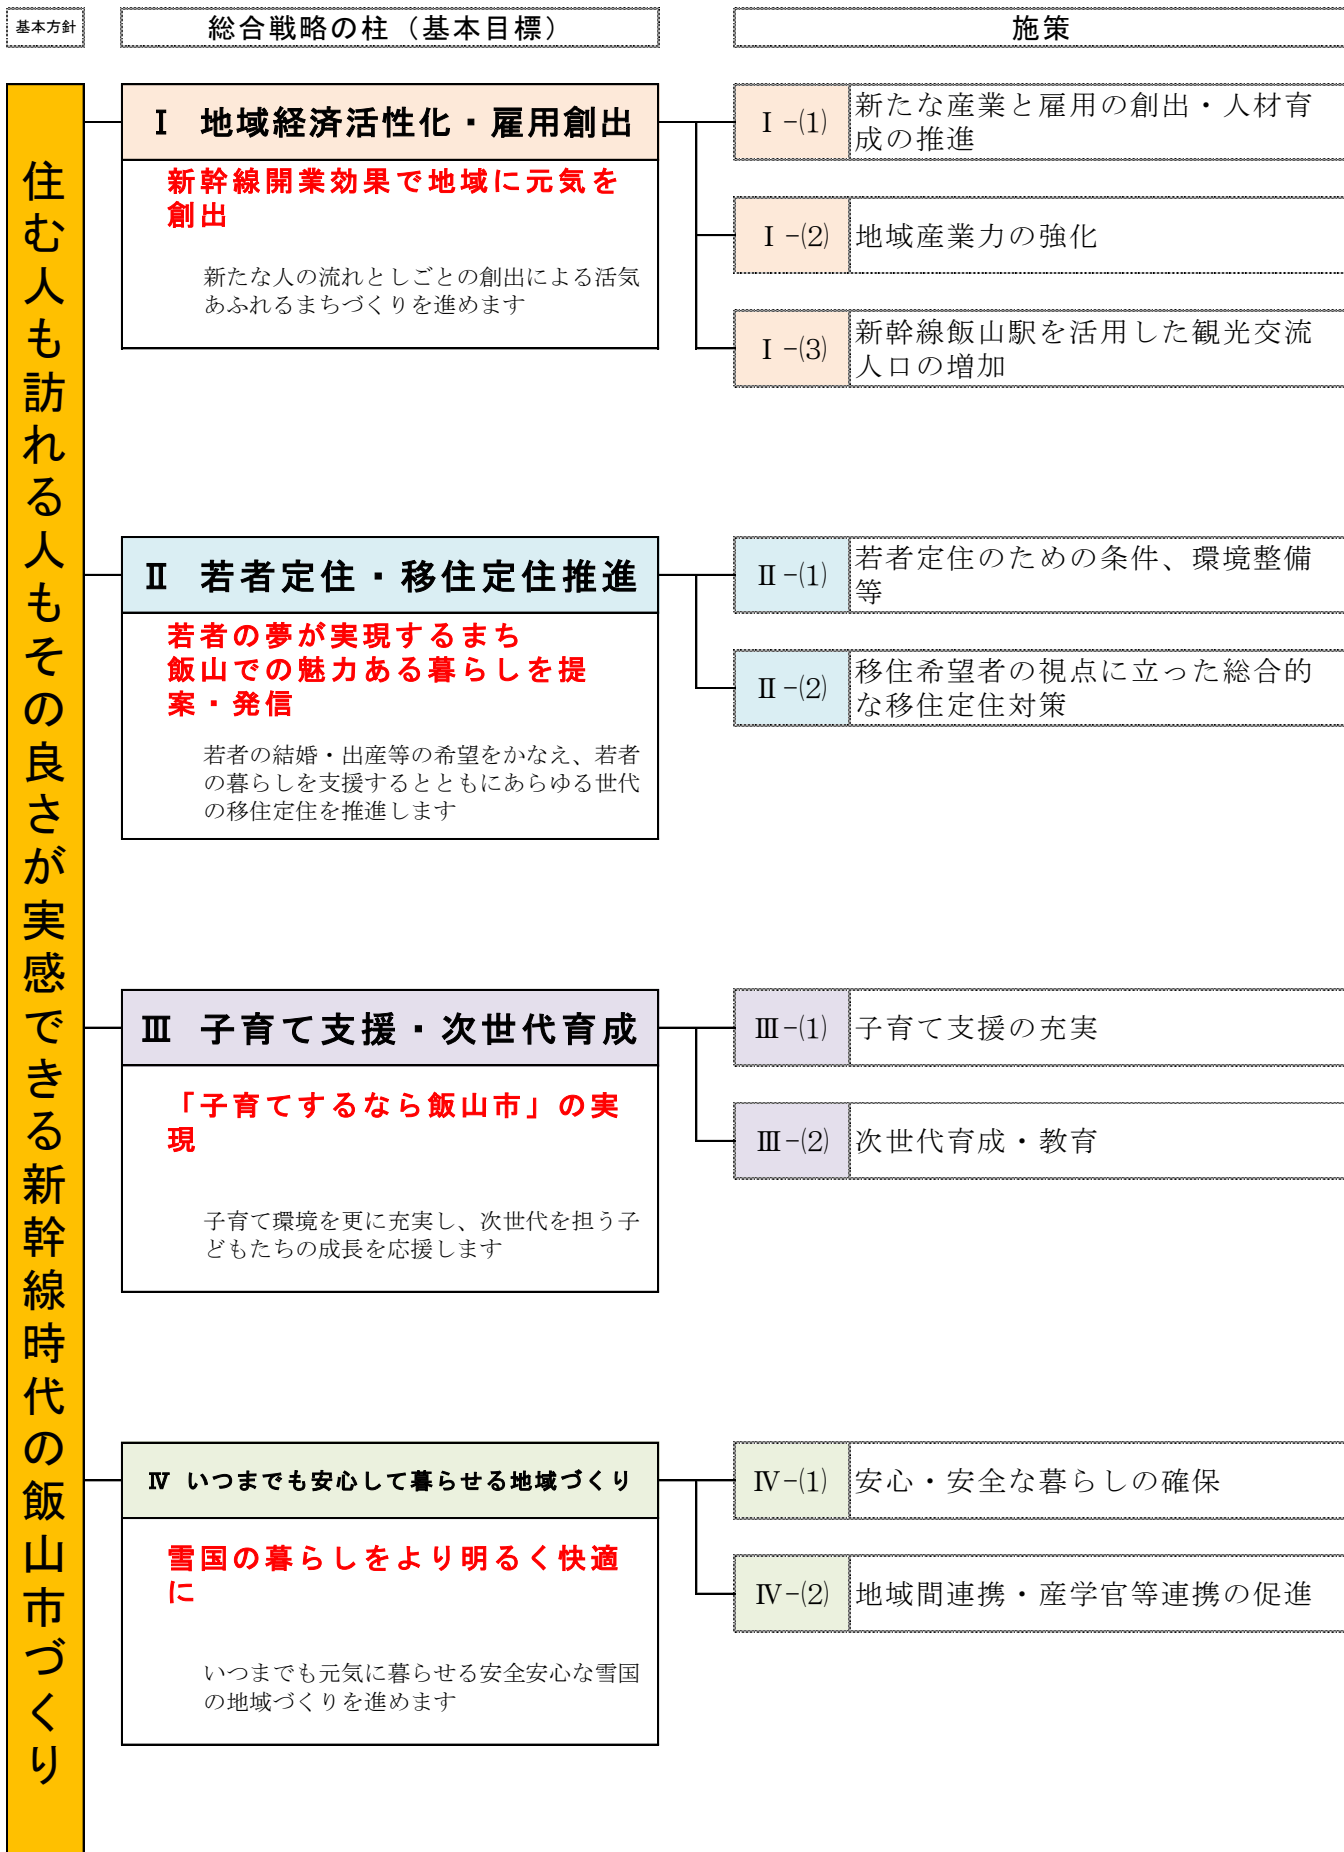 基本方針
総合戦略の柱（基本目標）
施策
住む人も訪れる人もその良さが実感できる新幹線時代の飯山市づくり
Ⅰ 地域経済活性化・雇用創出
新幹線開業効果で地域に元気を
創出
新たな人の流れとしごとの創出による活気
あふれるまちづくりを進めます
Ⅰ-⑴
新たな産業と雇用の創出・人材育
成の推進
Ⅰ-⑵
地域産業力の強化
Ⅰ-⑶
新幹線飯山駅を活用した観光交流
人口の増加
Ⅱ 若者定住・移住定住推進
若者の夢が実現するまち
飯山での魅力ある暮らしを提
案・発信
若者の結婚・出産等の希望をかなえ、若者
の暮らしを支援するとともにあらゆる世代
の移住定住を推進します
Ⅱ-⑴
若者定住のための条件、環境整備
等
Ⅱ-⑵
移住希望者の視点に立った総合的
な移住定住対策
Ⅲ 子育て支援・次世代育成
「子育てするなら飯山市」の実
現
子育て環境を更に充実し、次世代を担う子
どもたちの成長を応援します
Ⅲ-⑴
子育て支援の充実
Ⅲ-⑵
次世代育成・教育
Ⅳ いつまでも安心して暮らせる地域づくり
雪国の暮らしをより明るく快適
に
いつまでも元気に暮らせる安全安心な雪国
の地域づくりを進めます
Ⅳ-⑴
安心・安全な暮らしの確保
Ⅳ-⑵
地域間連携・産学官等連携の促進